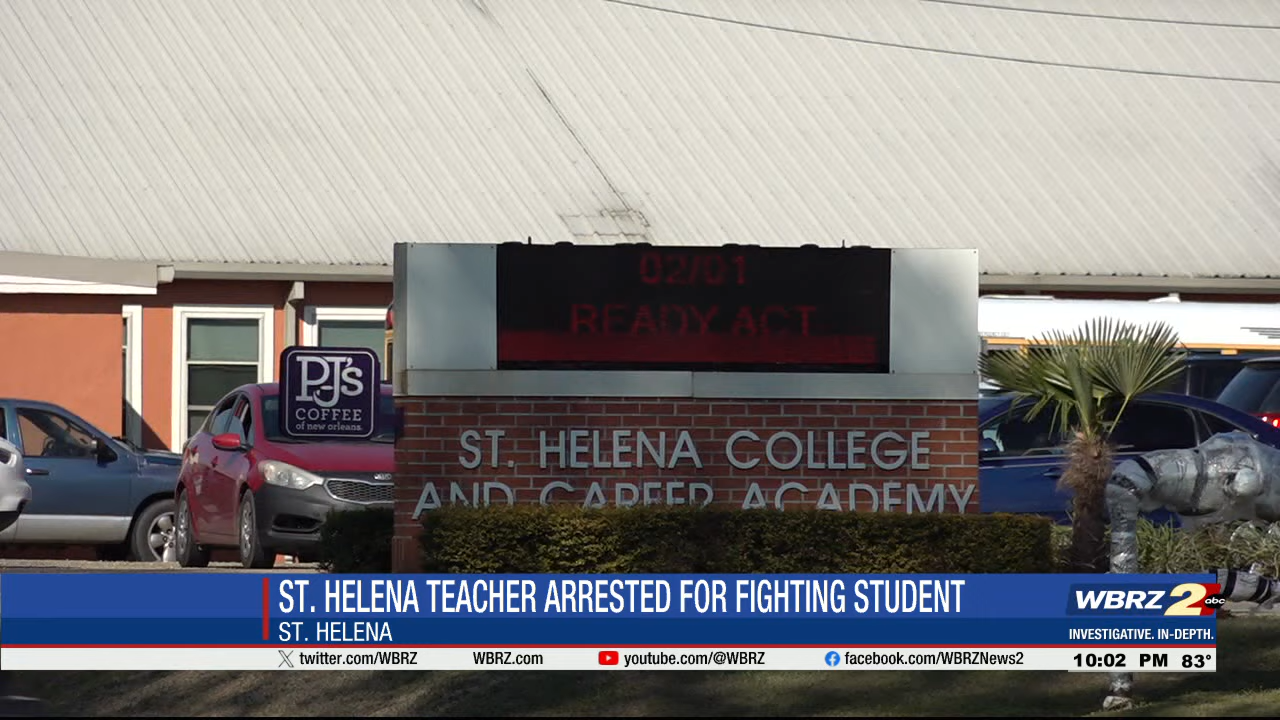 02/01
READY ACT
PJ's
COFFEE
of new orleans
ST. HELENA COLLEGE
AND CAREER ACADEMY
ST. HELENA TEACHER ARRESTED FOR FIGHTING STUDENT
ST. HELENA
WBRZ 2 abc
INVESTIGATIVE. IN-DEPTH.
twitter.com/WBRZ WBRZ.com youtube.com/@WBRZ facebook.com/WBRZNews2 10:02 PM 83°